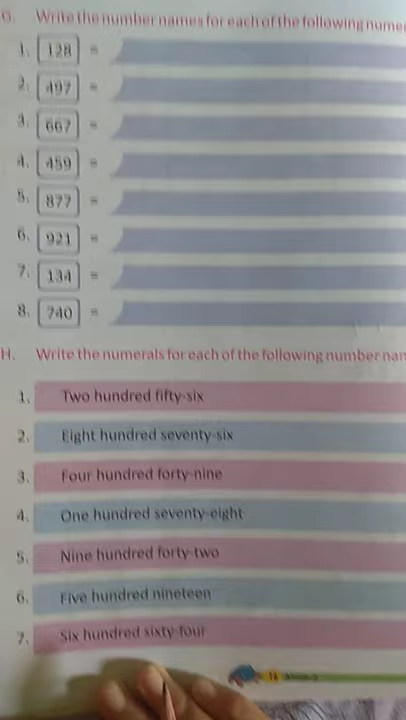 G. Write the number names for each of the following
1. 128 =
2. 497 =
3. 667 =
4. 459 =
5. 877 =
6. 921 =
7. 134 =
8. 740 =
H. Write the numerals for each of the following number
1. Two hundred fifty-six
2. Eight hundred seventy-six
3. Four hundred forty-nine
4. One hundred seventy-eight
5. Nine hundred forty-two
6. Five hundred nineteen
7. Six hundred sixty-four